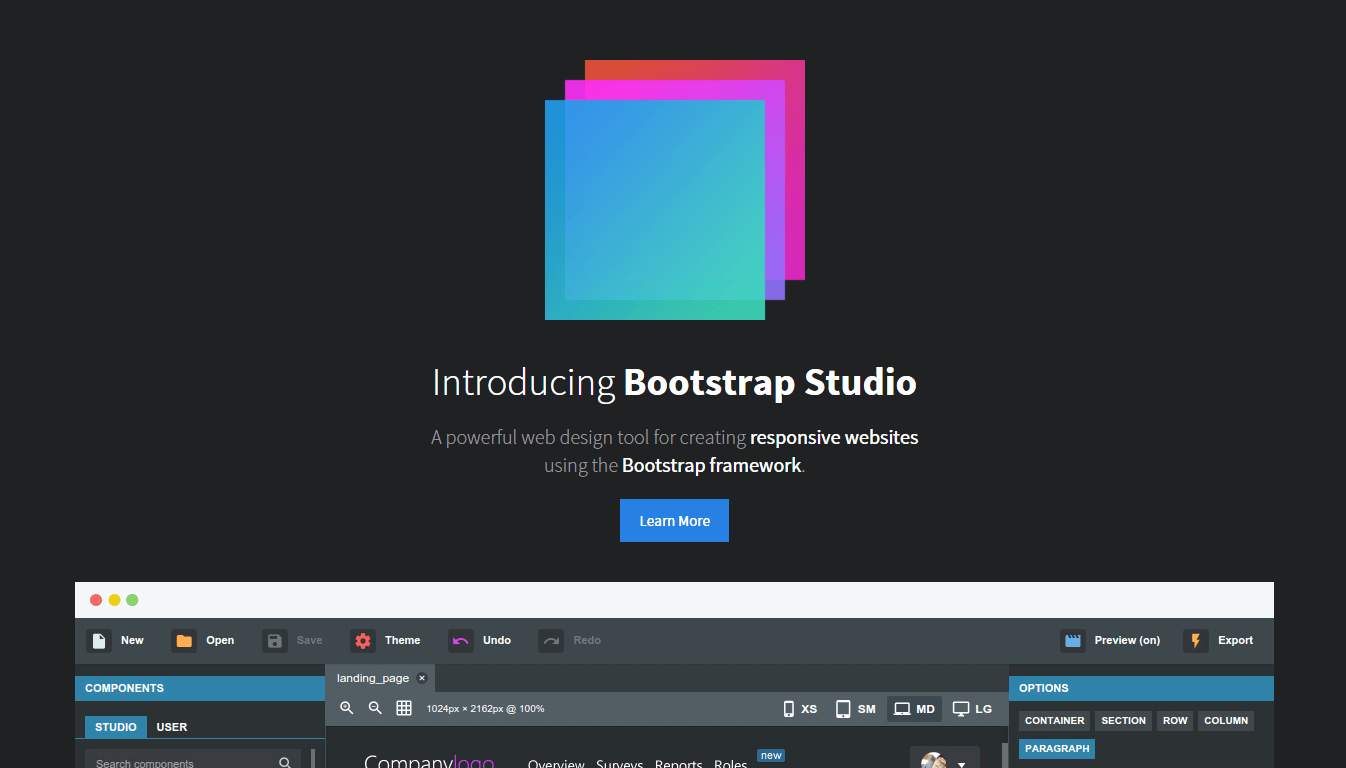 Introducing Bootstrap Studio
A powerful web design tool for creating responsive websites
using the Bootstrap framework.
Learn More
New Open Save Theme Undo Redo Preview (on) Export
COMPONENTS
landing_page
OPTIONS
STUDIO USER
1024px × 2162px @ 100% XS SM MD LG
CONTAINER SECTION ROW COLUMN
PARAGRAPH
Search components
Companylogo Overview Surveys Reports Roles new